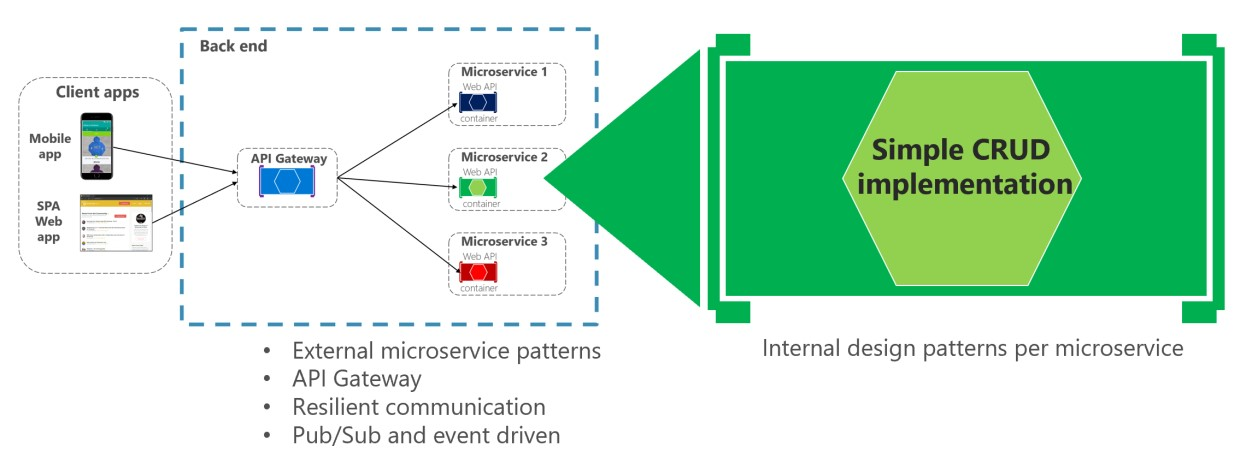 Back end
Client apps
Mobile
app
SPA
Web
app
API Gateway
Microservice 1
Web API
container
Microservice 2
Web API
container
Microservice 3
Web API
container
Simple CRUD
implementation
• External microservice patterns
• API Gateway
• Resilient communication
• Pub/Sub and event driven
Internal design patterns per microservice